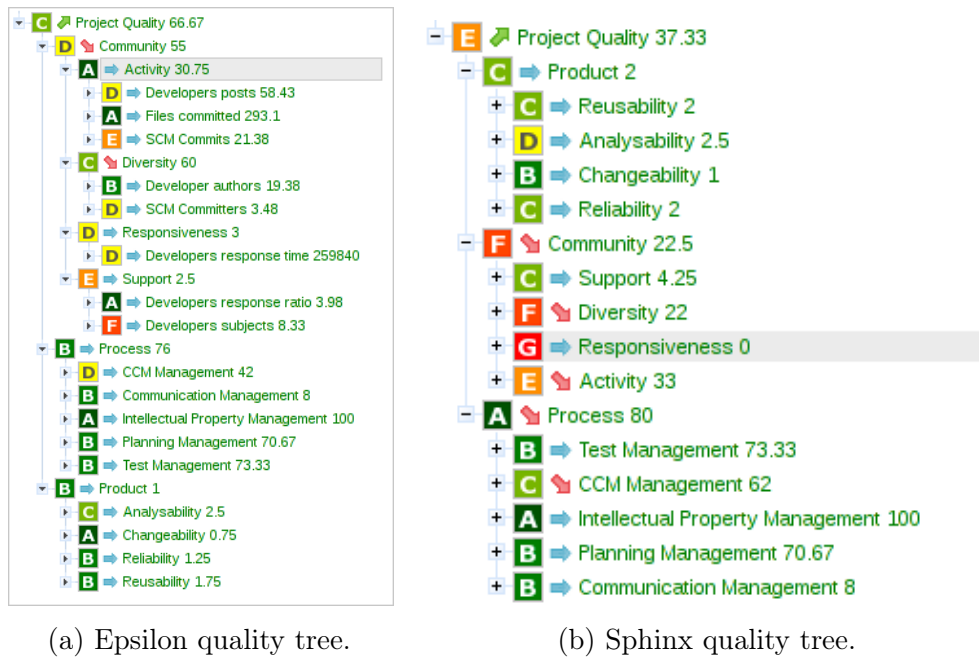 C Project Quality 66.67
D Community 55
A Activity 30.75
D Developers posts 58.43
A Files committed 293.1
E SCM Commits 21.38
C Diversity 60
B Developer authors 19.38
D SCM Committers 3.48
D Responsiveness 3
D Developers response time 259840
E Support 2.5
A Developers response ratio 3.98
F Developers subjects 8.33
B Process 76
D CCM Management 42
B Communication Management 8
A Intellectual Property Management 100
B Planning Management 70.67
B Test Management 73.33
B Product 1
C Analysability 2.5
A Changeability 0.75
B Reliability 1.25
B Reusability 1.75
(a) Epsilon quality tree.
E Project Quality 37.33
C Product 2
C Reusability 2
D Analysability 2.5
B Changeability 1
C Reliability 2
F Community 22.5
C Support 4.25
F Diversity 22
G Responsiveness 0
E Activity 33
A Process 80
B Test Management 73.33
C CCM Management 62
A Intellectual Property Management 100
B Planning Management 70.67
B Communication Management 8
(b) Sphinx quality tree.